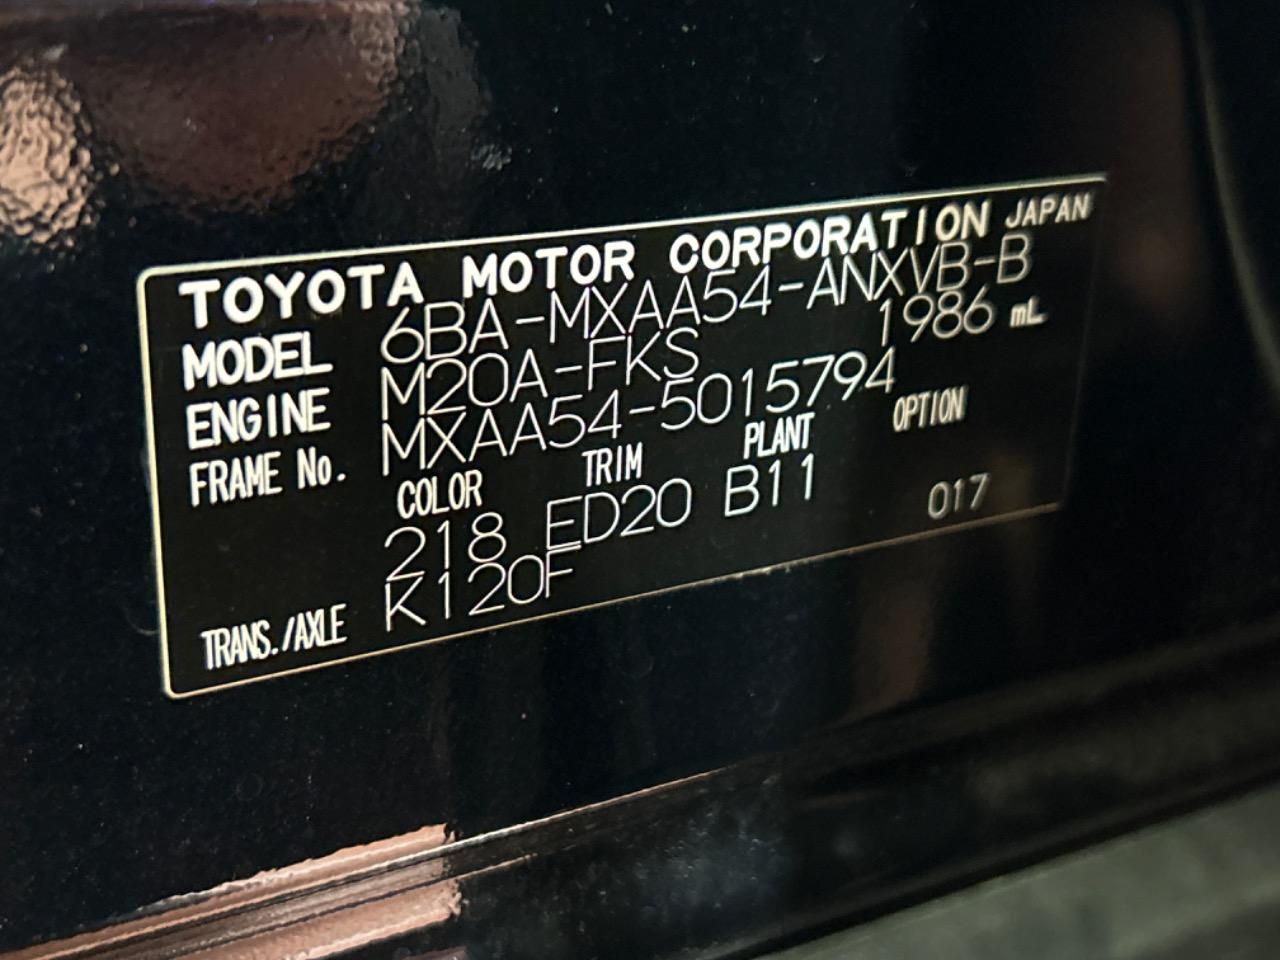 TOYOTA MOTOR CORPORATION JAPAN
MODEL 6BA-MXAA54-ANXVB-B
ENGINE M20A-FKS 1986 mL
FRAME No. MXAA54-5015794
COLOR TRIM PLANT OPTION
218 ED20 B11 017
TRANS./AXLE K120F